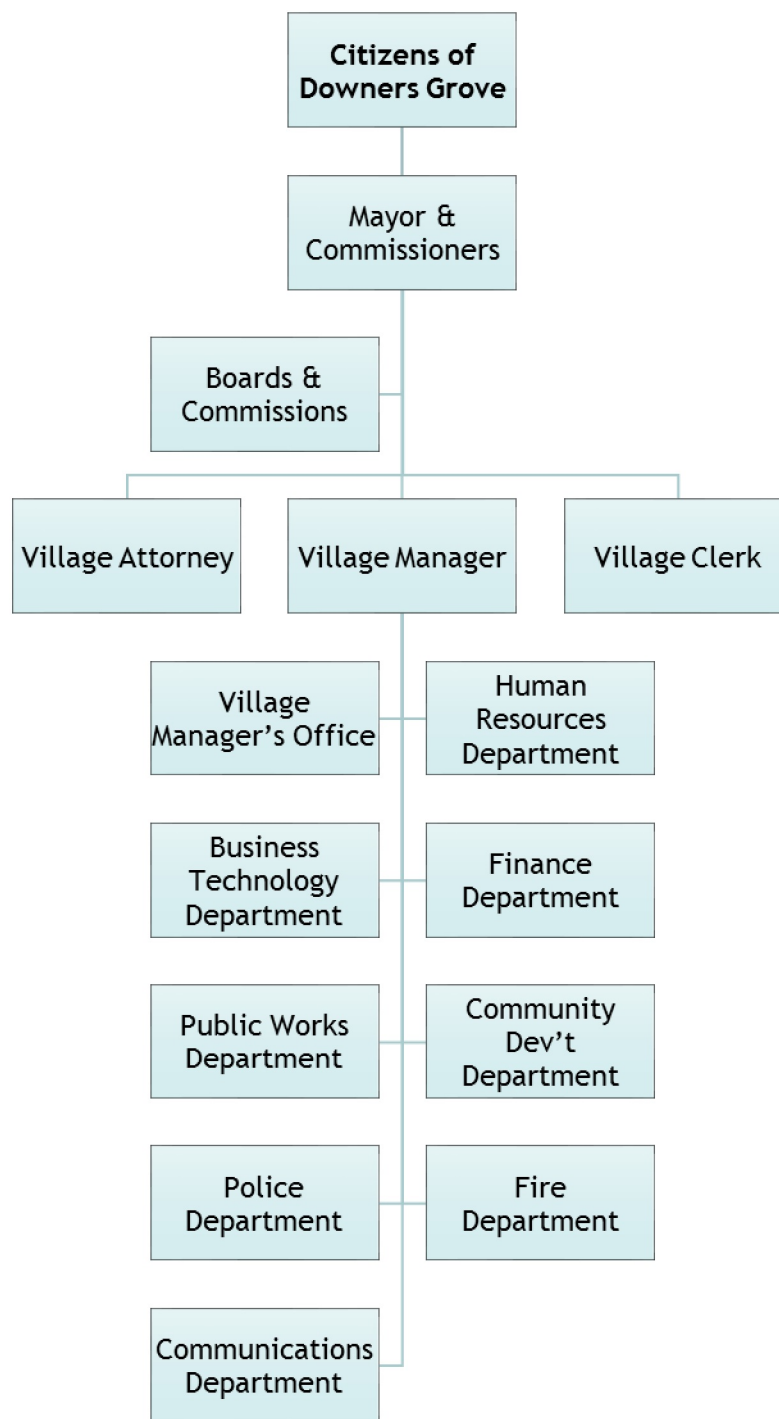 Citizens of
Downers Grove
Mayor &
Commissioners
Boards &
Commissions
Village Attorney
Village Manager
Village Clerk
Village
Manager’s Office
Human
Resources
Department
Business
Technology
Department
Finance
Department
Public Works
Department
Community
Dev’t
Department
Police
Department
Fire
Department
Communications
Department